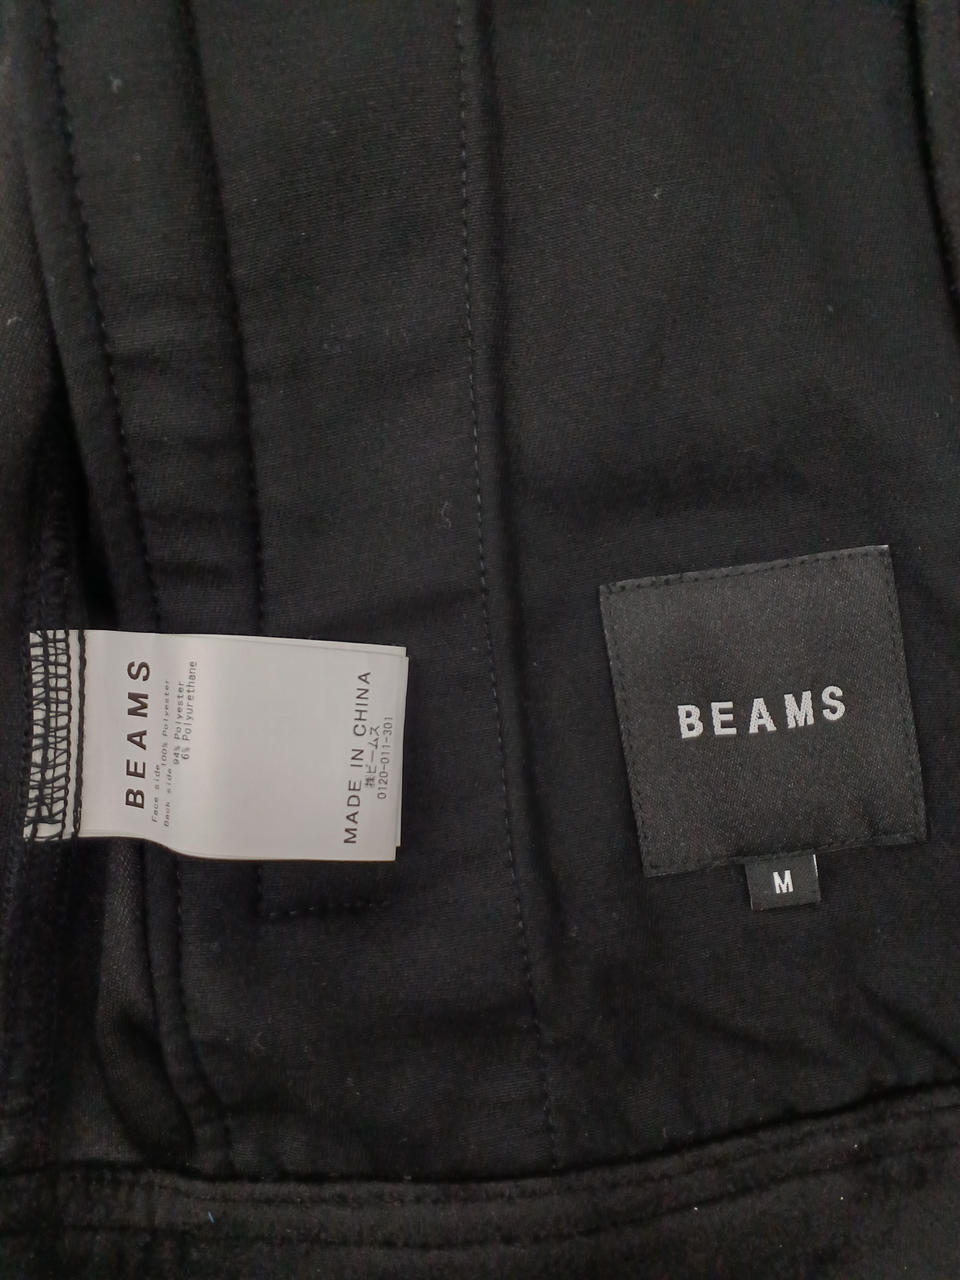 BEAMS
Face side 100% Polyester
Back side 94% Polyester
6% Polyurethane
MADE IN CHINA
㈱ビームス
0120-011-301
BEAMS
M